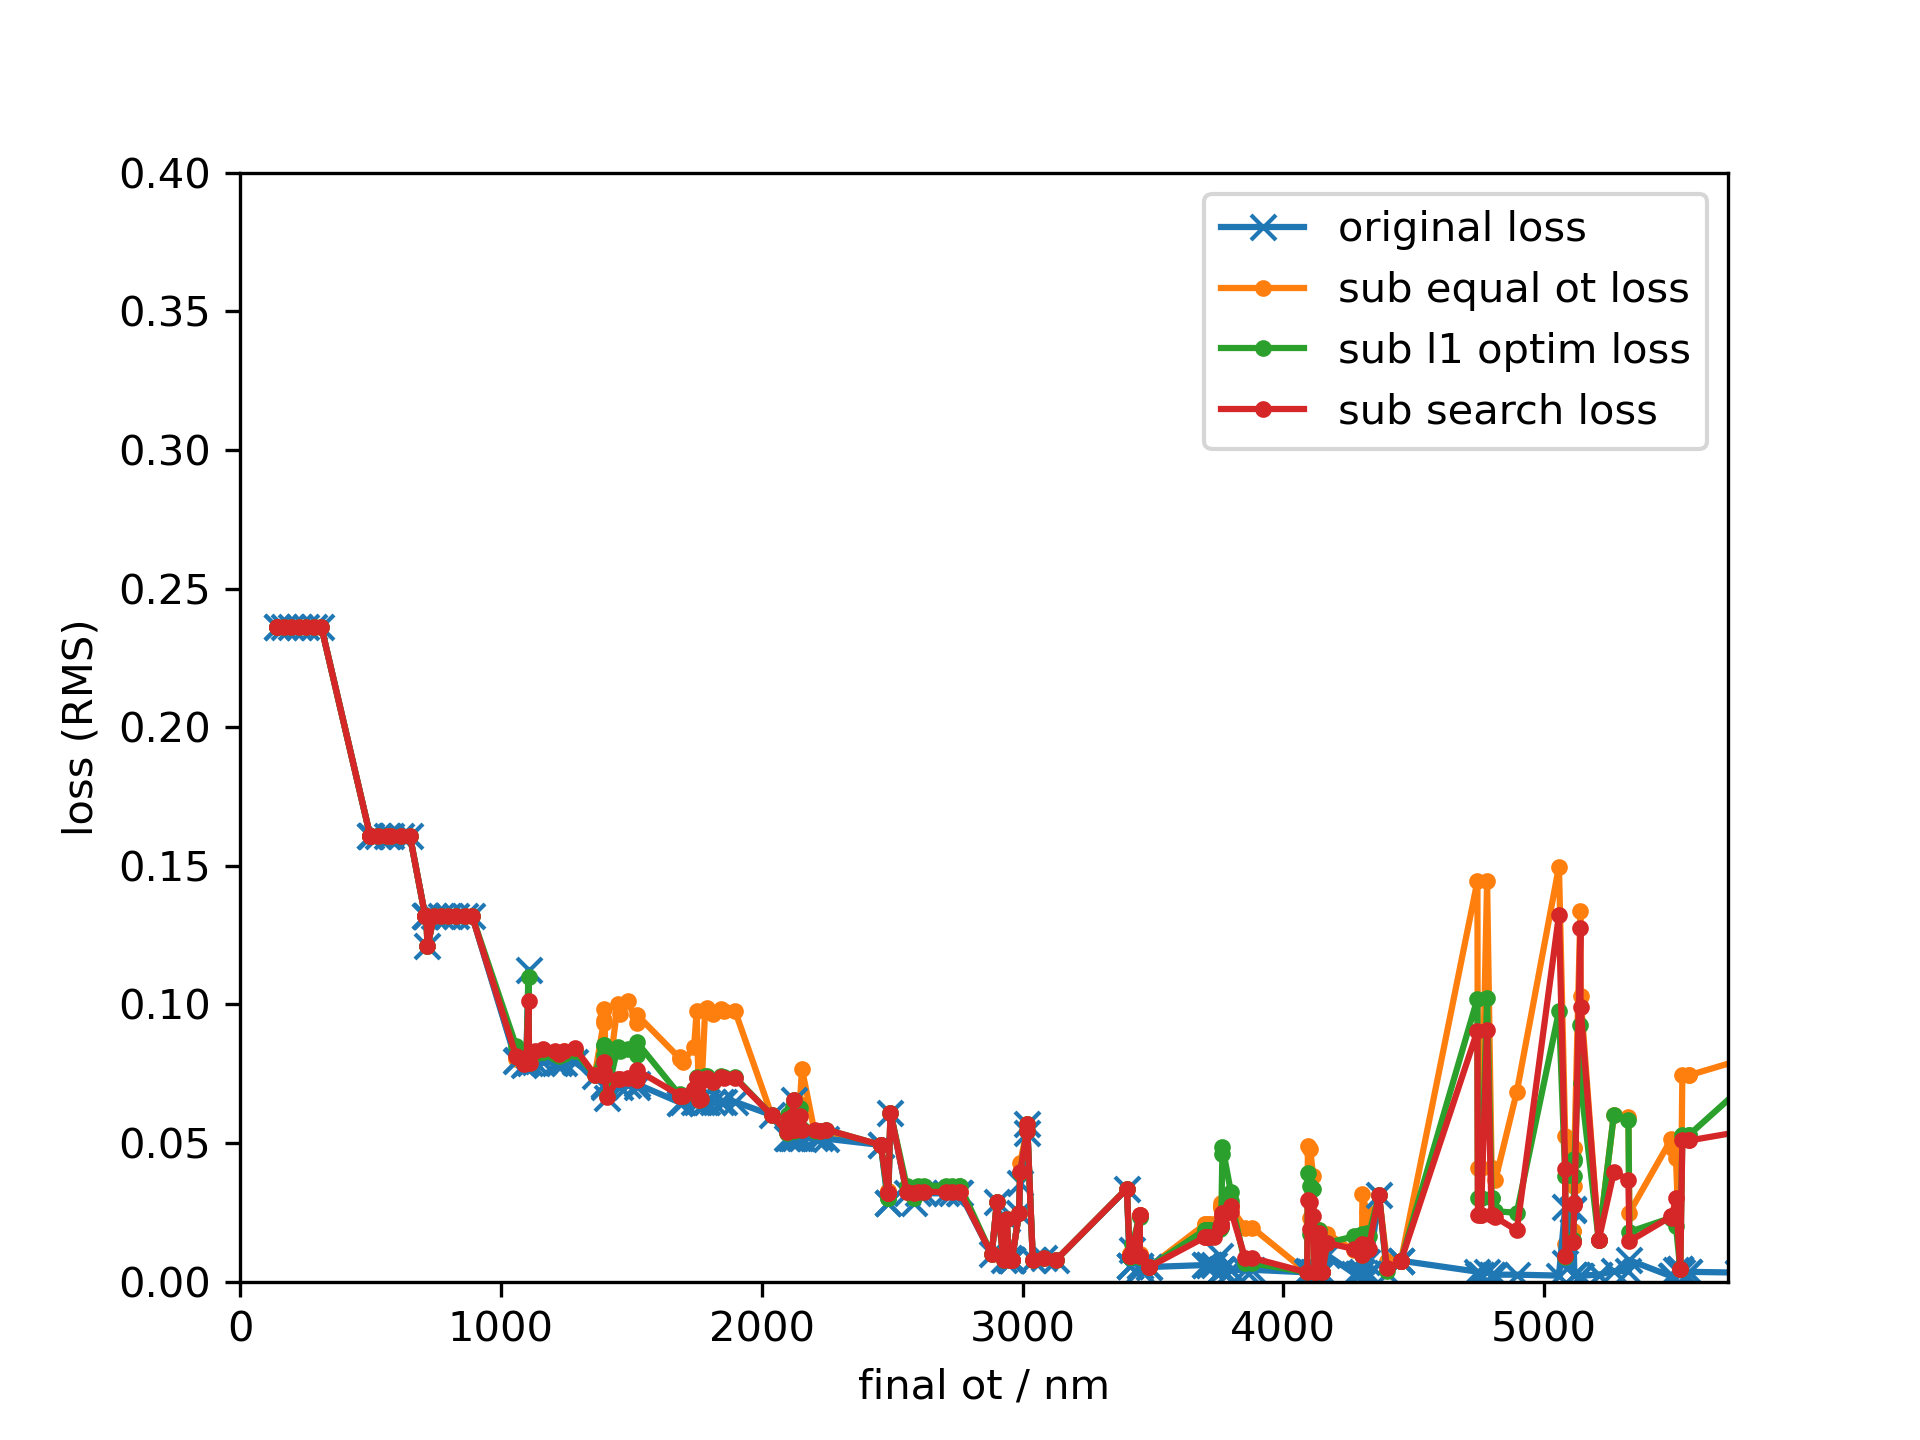 0.40
0.35
0.30
0.25
0.20
0.15
0.10
0.05
0.00
loss (RMS)
original loss
sub equal ot loss
sub l1 optim loss
sub search loss
0 1000 2000 3000 4000 5000
final ot / nm